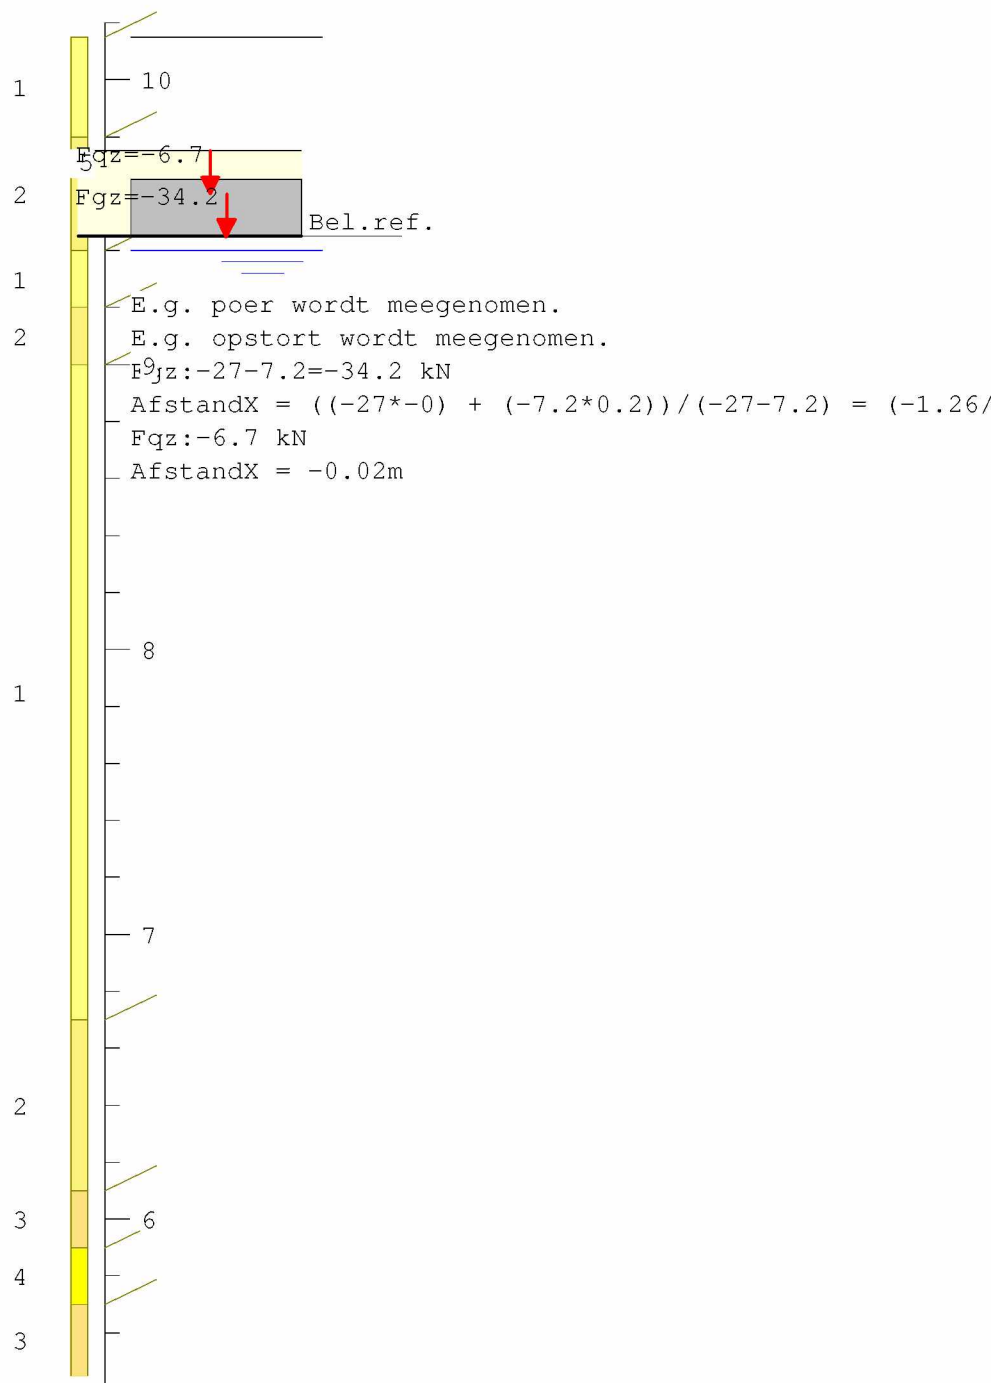 1
10
5
Fqz=-6.7
2
Fgz=-34.2
Bel.ref.
1
E.g. poer wordt meegenomen.
2
E.g. opstort wordt meegenomen.
9
Fgz:-27-7.2=-34.2 kN
AfstandX = ((-27*-0) + (-7.2*0.2))/(-27-7.2) = (-1.26/
Fqz:-6.7 kN
AfstandX = -0.02m
8
1
7
2
3
6
4
3